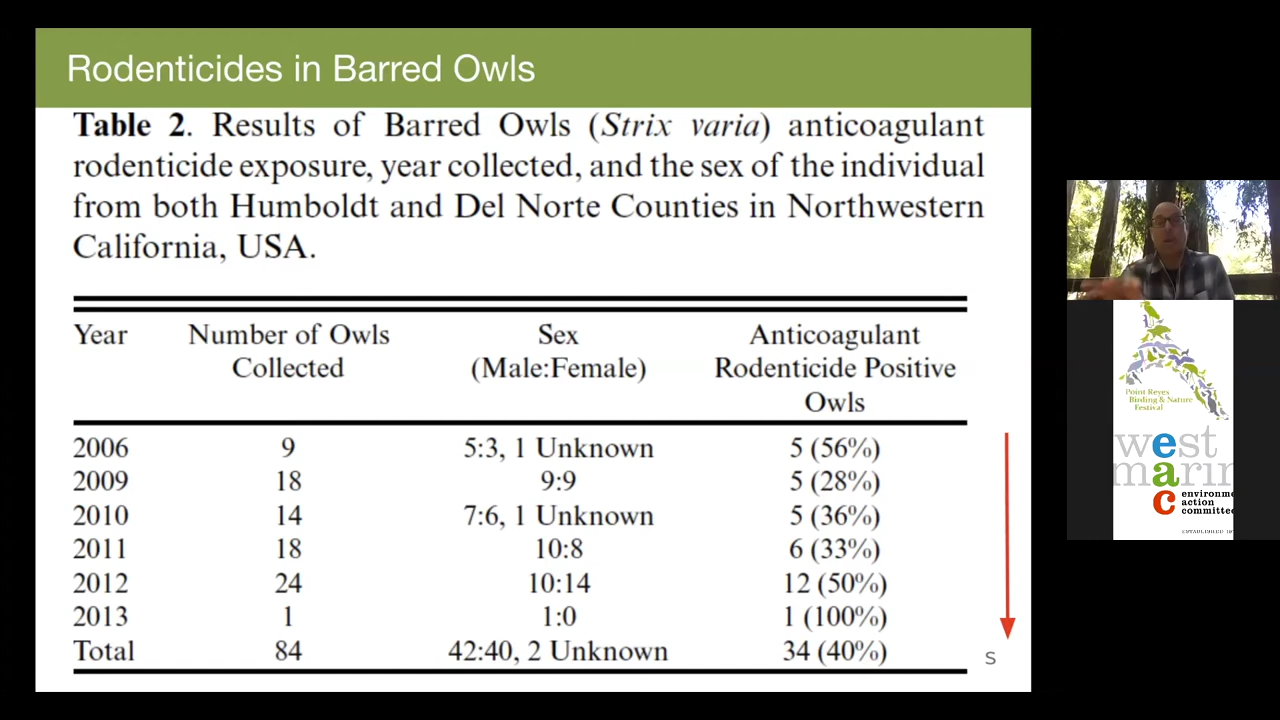 Rodenticides in Barred Owls
Table 2. Results of Barred Owls (Strix varia) anticoagulant
rodenticide exposure, year collected, and the sex of the individual
from both Humboldt and Del Norte Counties in Northwestern
California, USA.
Year Number of Owls Collected Sex (Male:Female) Anticoagulant Rodenticide Positive Owls
2006 9 5:3, 1 Unknown 5 (56%)
2009 18 9:9 5 (28%)
2010 14 7:6, 1 Unknown 5 (36%)
2011 18 10:8 6 (33%)
2012 24 10:14 12 (50%)
2013 1 1:0 1 (100%)
Total 84 42:40, 2 Unknown 34 (40%)
S
Point Reyes
Birding & Nature
Festival
west
marin
eac
environme
action
committee
ESTABLISHED 19